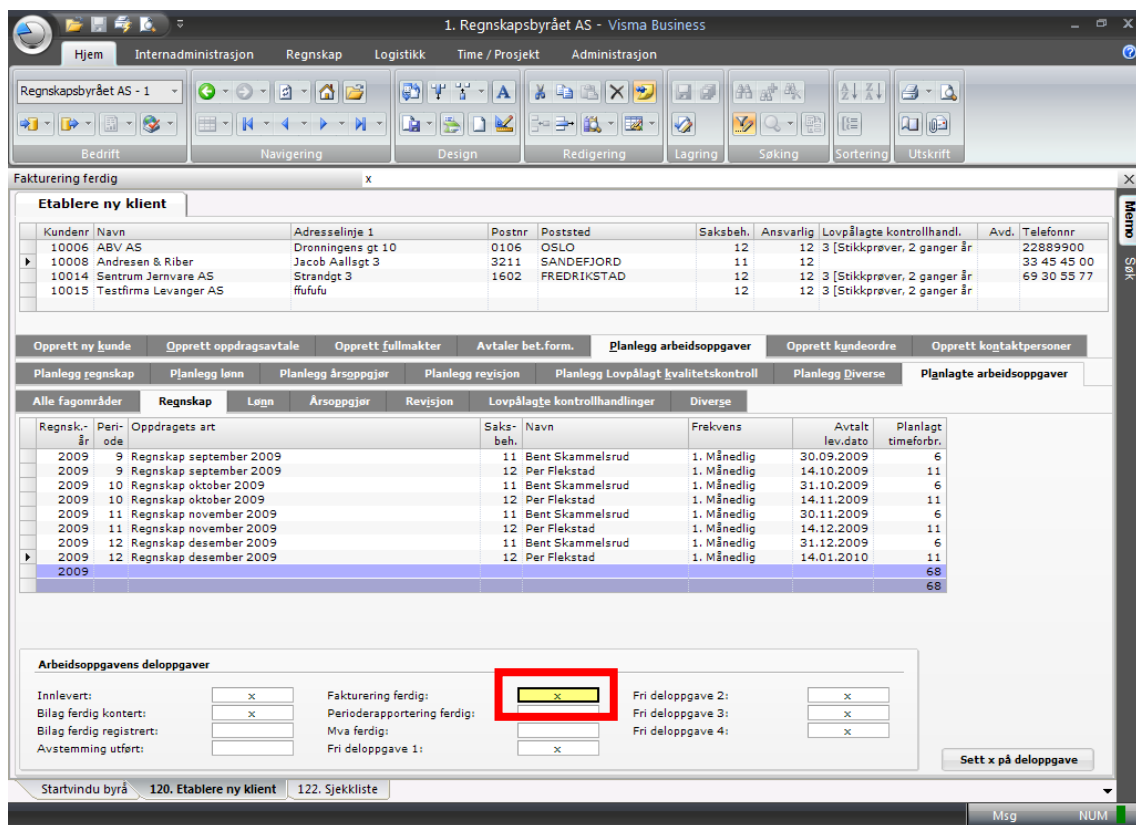 1. Regnskapsbyrået AS - Visma Business
Hjem Internadministrasjon Regnskap Logistikk Time / Prosjekt Administrasjon
Regnskapsbyrået AS - 1
Bedrift Navigering Design Redigering Lagring Søking Sortering Utskrift
Fakturering ferdig x
Etablere ny klient
Kundenr Navn Adresselinje 1 Postnr Poststed Saksbeh. Ansvarlig Lovpålagte kontrollhandl. Avd. Telefonnr
10006 ABV AS Dronningens gt 10 0106 OSLO 12 12 3 [Stikkprøver, 2 ganger år 22889900
10008 Andresen & Riber Jacob Aallsgt 3 3211 SANDEFJORD 11 12 33 45 45 00
10014 Sentrum Jernvare AS Strandgt 3 1602 FREDRIKSTAD 12 12 3 [Stikkprøver, 2 ganger år 69 30 55 77
10015 Testfirma Levanger AS ffufufu 12 12 3 [Stikkprøver, 2 ganger år
Memo
Søk
Opprett ny kunde Opprett oppdragsavtale Opprett fullmakter Avtaler bet.form. Planlegg arbeidsoppgaver Opprett kundeordre Opprett kontaktpersoner
Planlegg regnskap Planlegg lønn Planlegg årsoppgjør Planlegg revisjon Planlegg Lovpålagt kvalitetskontroll Planlegg Diverse Planlagte arbeidsoppgaver
Alle fagområder Regnskap Lønn Årsoppgjør Revisjon Lovpålagte kontrollhandlinger Diverse
Regnsk.- Peri- Oppdragets art Saks- Navn Frekvens Avtalt Planlagt
år ode beh. lev.dato timeforbr.
2009 9 Regnskap september 2009 11 Bent Skammelsrud 1. Månedlig 30.09.2009 6
2009 9 Regnskap september 2009 12 Per Flekstad 1. Månedlig 14.10.2009 11
2009 10 Regnskap oktober 2009 11 Bent Skammelsrud 1. Månedlig 31.10.2009 6
2009 10 Regnskap oktober 2009 12 Per Flekstad 1. Månedlig 14.11.2009 11
2009 11 Regnskap november 2009 11 Bent Skammelsrud 1. Månedlig 30.11.2009 6
2009 11 Regnskap november 2009 12 Per Flekstad 1. Månedlig 14.12.2009 11
2009 12 Regnskap desember 2009 11 Bent Skammelsrud 1. Månedlig 31.12.2009 6
2009 12 Regnskap desember 2009 12 Per Flekstad 1. Månedlig 14.01.2010 11
2009 68
68
Arbeidsoppgavens deloppgaver
Innlevert: x Fakturering ferdig: x Fri deloppgave 2: x
Bilag ferdig kontert: x Perioderapportering ferdig: Fri deloppgave 3: x
Bilag ferdig registrert: Mva ferdig: Fri deloppgave 4: x
Avstemming utført: Fri deloppgave 1: x
Sett x på deloppgave
Startvindu byrå 120. Etablere ny klient 122. Sjekkliste
Msg NUM